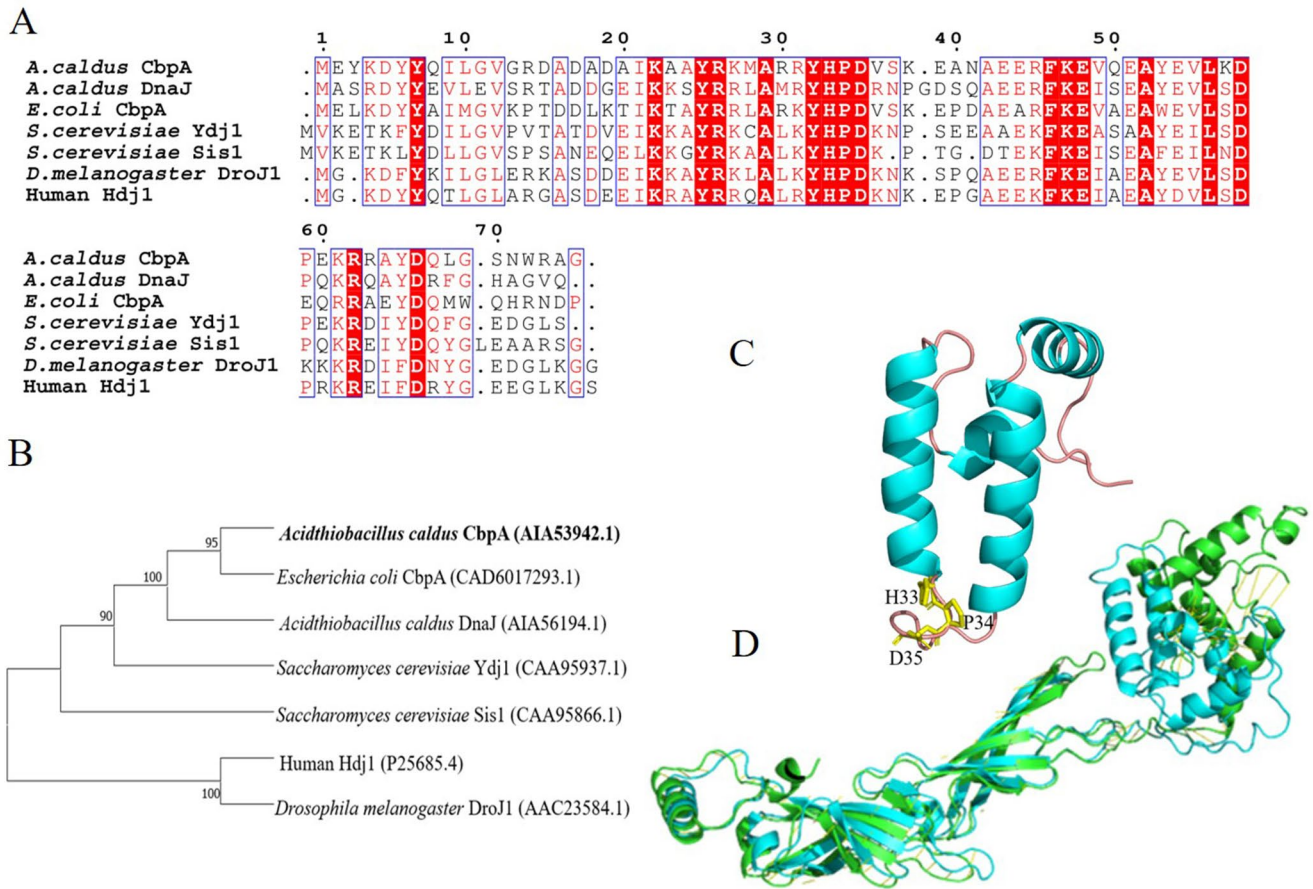 A
1 10 20 30 40 50
A.caldus CbpA .MEYKDYYQILGVGRDADADAIKAAYRKMARRYHPDVSK.EANAEERFKEVQEAYEVLKD
A.caldus DnaJ .MASRDYYEVLEVSRTADDGEIKKSYRRLAMRYHPDRNPGDSQAEERFKEISEAYEVLSD
E.coli CbpA .MELKDYYAIMGVKPTDDLKTIKTAYRRLARKYHPDVSK.EPDAEARFKEVAEAWEVLSD
S.cerevisiae Ydj1 MVKETKFYDILGVPVTATDVEIKKAYRKCALKYHPDKNP.SEEAAEKFKEASAAYEILSD
S.cerevisiae Sis1 MVKETKLYDLLGVSPSANEQELKKGYRKAALKYHPDK.P.TG.DTEKFKEISEAFEILND
D.melanogaster DroJ1 .MG.KDFYKILGLERKASDDEIKKAYRKLALKYHPDKNK.SPQAEERFKEIAEAYEVLSD
Human Hdj1 .MG.KDYYQTLGLARGASDEEIKRAYRRQALRYHPDKNK.EPGAEEKFKEIAEAYDVLSD
60 70
A.caldus CbpA PEKRRAYDQLG.SNWRAG.
A.caldus DnaJ PQKRQAYDRFG.HAGVQ..
E.coli CbpA EQRRAEYDQMW.QHRNDP.
S.cerevisiae Ydj1 PEKRDIYDQFG.EDGLS..
S.cerevisiae Sis1 PQKREIYDQYGLEAARSG.
D.melanogaster DroJ1 KKKRDIFDNYG.EDGLKGG
Human Hdj1 PRKREIFDRYG.EEGLKGS
B
Acidthiobacillus caldus CbpA (AIA53942.1)
95
Escherichia coli CbpA (CAD6017293.1)
100
Acidthiobacillus caldus DnaJ (AIA56194.1)
90
Saccharomyces cerevisiae Ydj1 (CAA95937.1)
Saccharomyces cerevisiae Sis1 (CAA95866.1)
Human Hdj1 (P25685.4)
100
Drosophila melanogaster DroJ1 (AAC23584.1)
C
H33
P34
D35
D